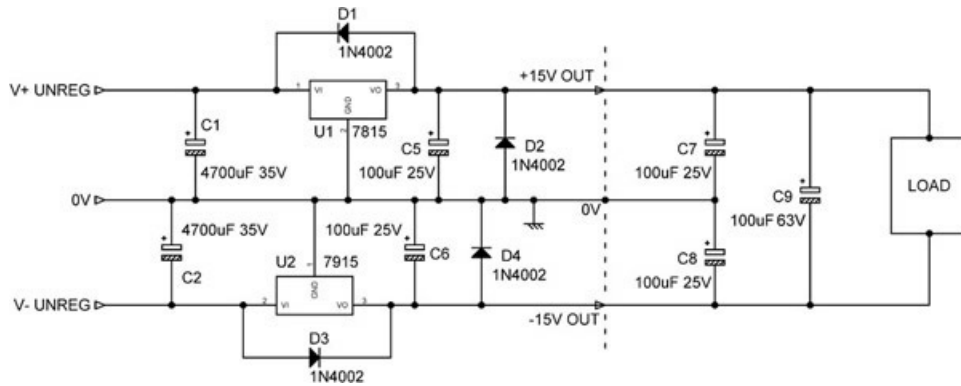 D1
1N4002
+15V OUT
V+ UNREG
1
VI
VO
3
GND
2
C1
U1
7815
C5
D2
1N4002
C7
4700uF 35V
100uF 25V
100uF 25V
LOAD
0V
0V
C9
4700uF 35V
100uF 25V
100uF 63V
C2
U2
7915
C6
D4
1N4002
C8
100uF 25V
1
GND
V- UNREG
2
VI
VO
3
-15V OUT
D3
1N4002